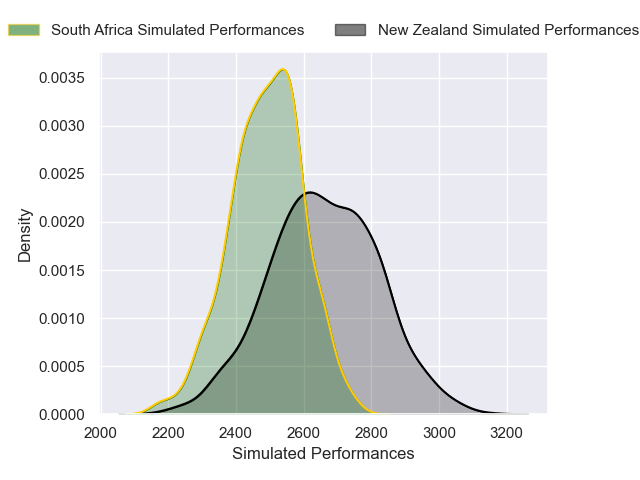 South Africa Simulated Performances New Zealand Simulated Performances
0.0035
0.0030
0.0025
0.0020
0.0015
0.0010
0.0005
0.0000
Density
2000 2200 2400 2600 2800 3000 3200
Simulated Performances